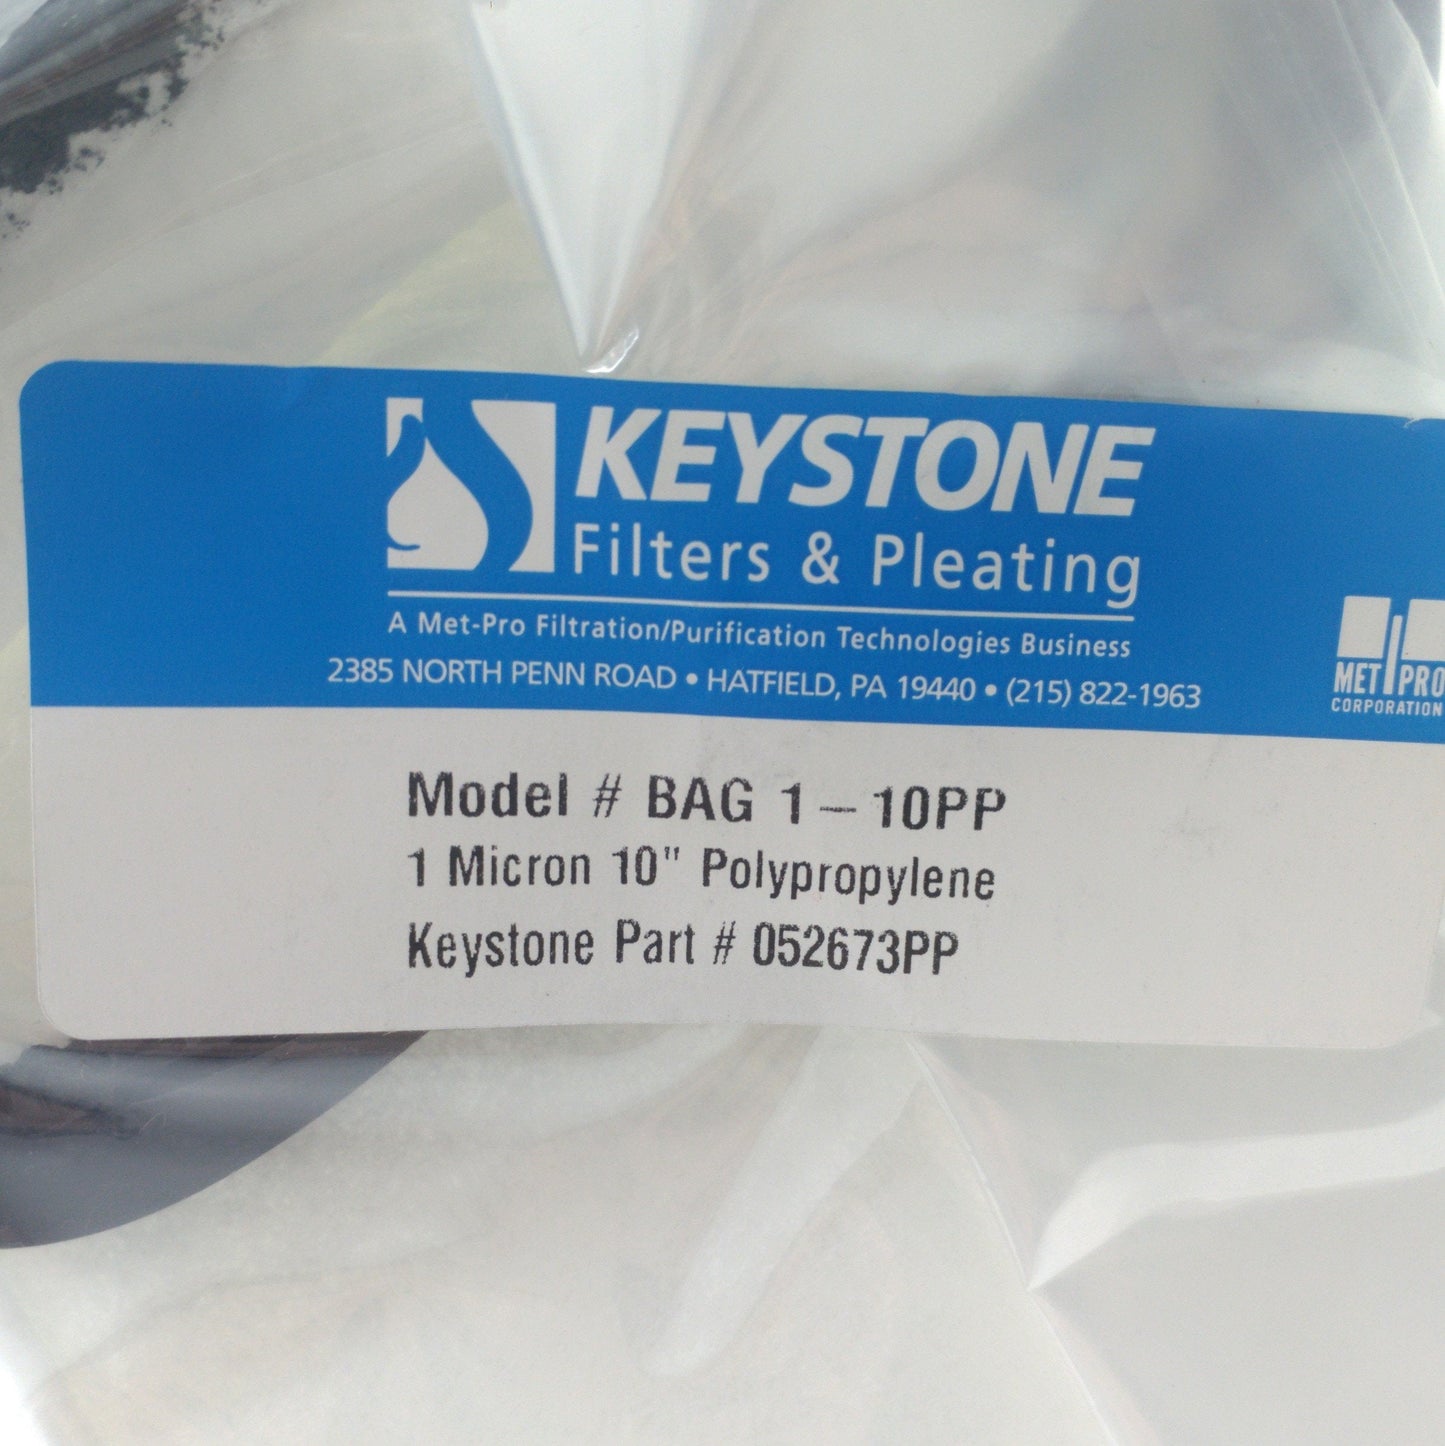 KEYSTONE
Filters & Pleating
A Met-Pro Filtration/Purification Technologies Business
2385 NORTH PENN ROAD • HATFIELD, PA 19440 • (215) 822-1963
MET PRO
CORPORATION
Model # BAG 1 – 10PP
1 Micron 10" Polypropylene
Keystone Part # 052673PP